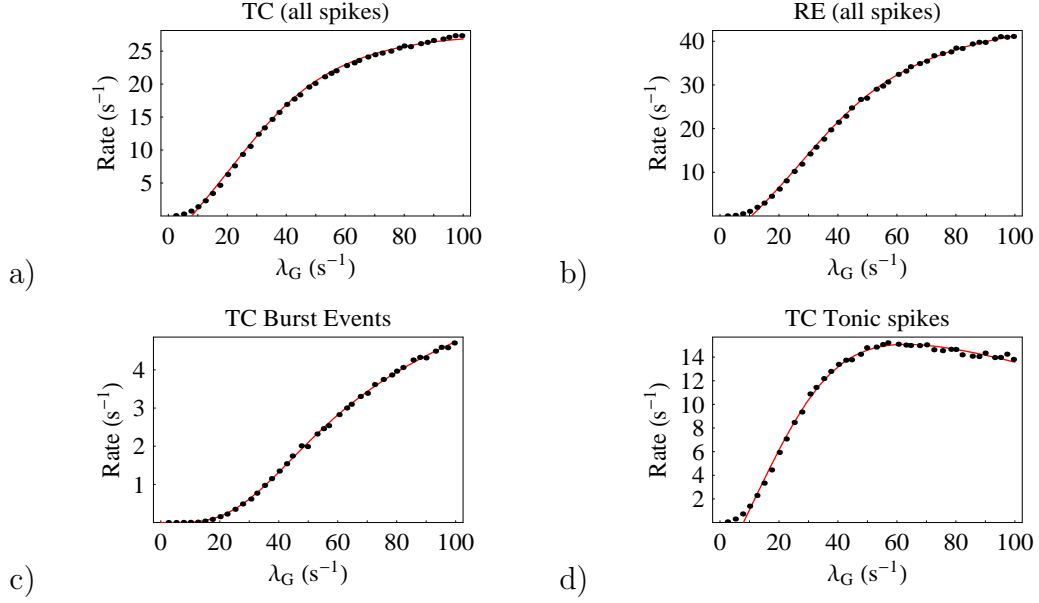 TC (all spikes)
Rate (s⁻¹)
25
20
15
10
5
0 20 40 60 80 100
λG (s⁻¹)
a)
RE (all spikes)
Rate (s⁻¹)
40
30
20
10
0 20 40 60 80 100
λG (s⁻¹)
b)
TC Burst Events
Rate (s⁻¹)
4
3
2
1
0 20 40 60 80 100
λG (s⁻¹)
c)
TC Tonic spikes
Rate (s⁻¹)
14
12
10
8
6
4
2
0 20 40 60 80 100
λG (s⁻¹)
d)